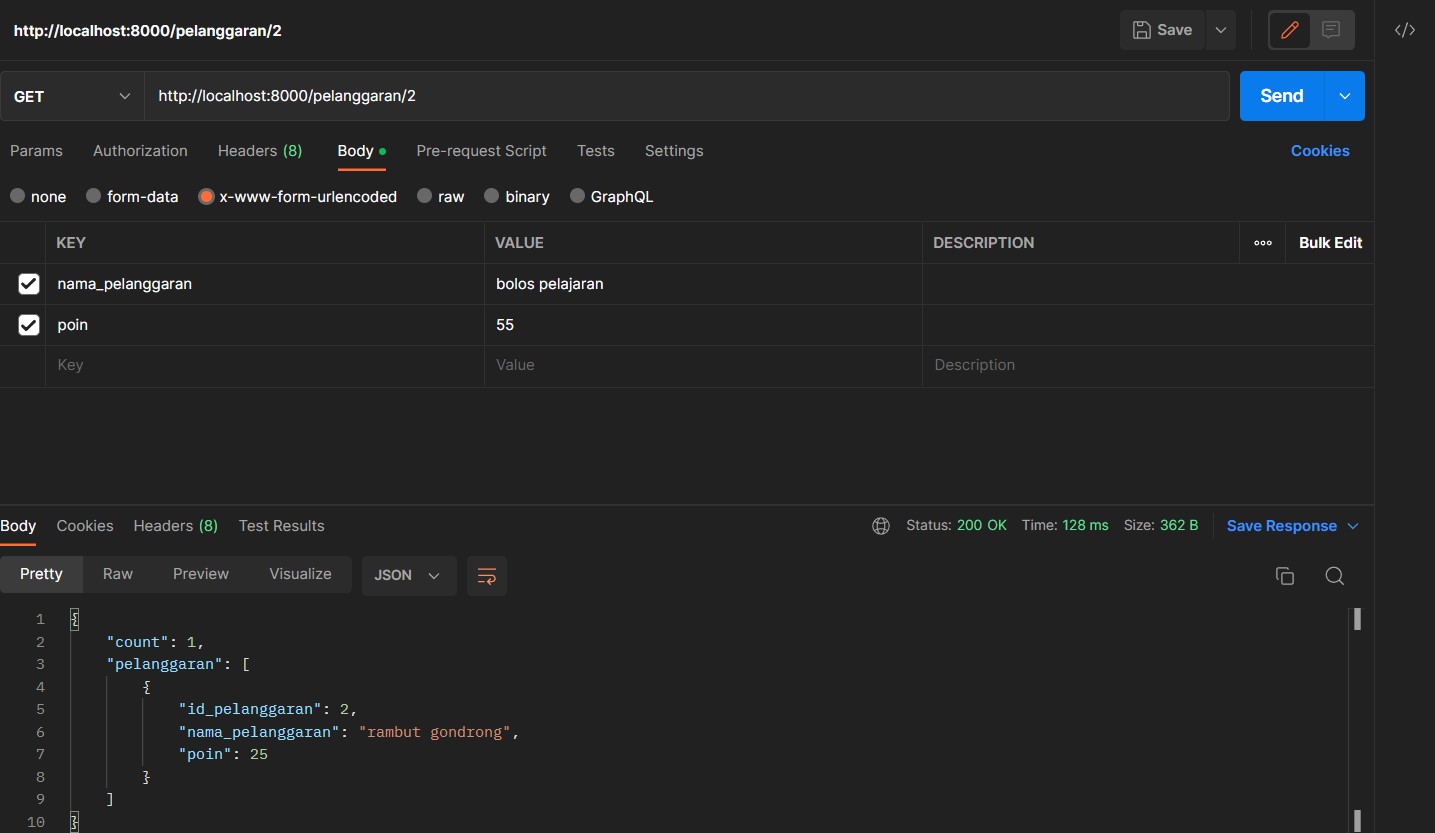 http://localhost:8000/pelanggaran/2 Save </>
GET http://localhost:8000/pelanggaran/2 Send
Params Authorization Headers (8) Body Pre-request Script Tests Settings Cookies
none form-data x-www-form-urlencoded raw binary GraphQL
KEY VALUE DESCRIPTION Bulk Edit
nama_pelanggaran bolos pelajaran
poin 55
Key Value Description
Body Cookies Headers (8) Test Results Status: 200 OK Time: 128 ms Size: 362 B Save Response
Pretty Raw Preview Visualize JSON
1 {
2 "count": 1,
3 "pelanggaran": [
4 {
5 "id_pelanggaran": 2,
6 "nama_pelanggaran": "rambut gondrong",
7 "poin": 25
8 }
9 ]
10 }